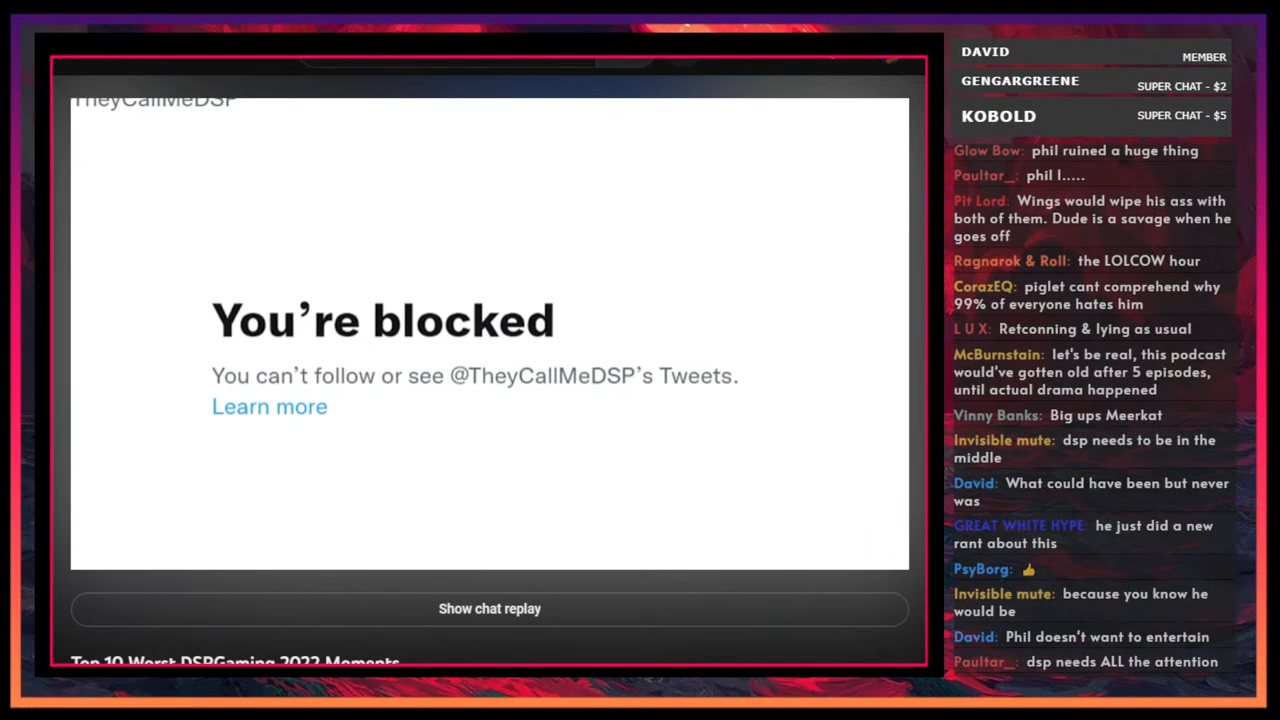 TheyCallMeDSP
You're blocked
You can't follow or see @TheyCallMeDSP's Tweets.
Learn more
Show chat replay
Top 10 Worst DSPGaming 2022 Moments
DAVID MEMBER
GENGARGREENE SUPER CHAT - $2
KOBOLD SUPER CHAT - $5
Glow Bow: phil ruined a huge thing
Paultar_: phil l.....
Pit Lord: Wings would wipe his ass with
both of them. Dude is a savage when he
goes off
Ragnarok & Roll: the LOLCOW hour
CorazEQ: piglet cant comprehend why
99% of everyone hates him
L U X: Retconning & lying as usual
McBurnstain: let's be real, this podcast
would've gotten old after 5 episodes,
until actual drama happened
Vinny Banks: Big ups Meerkat
Invisible mute: dsp needs to be in the
middle
David: What could have been but never
was
GREAT WHITE HYPE: he just did a new
rant about this
PsyBorg: 👍
Invisible mute: because you know he
would be
David: Phil doesn't want to entertain
Paultar_: dsp needs ALL the attention